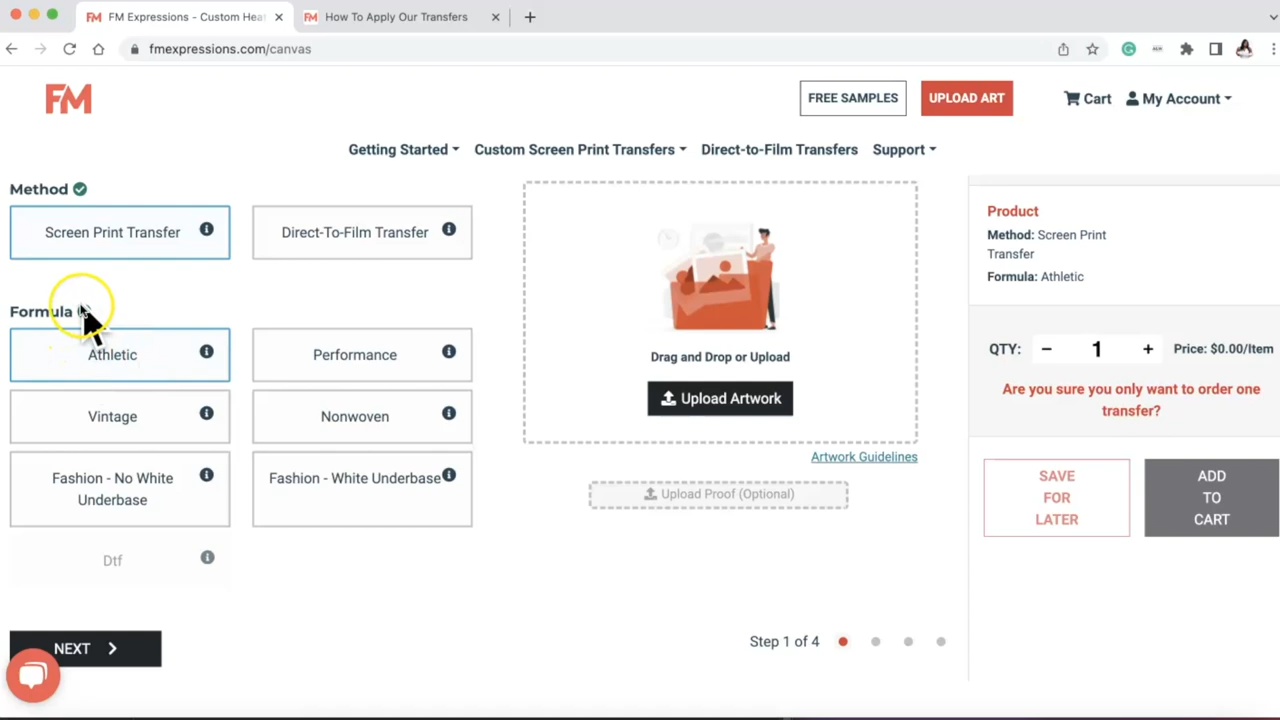 FM Expressions - Custom Hea
How To Apply Our Transfers
fmexpressions.com/canvas
FM
FREE SAMPLES
UPLOAD ART
Cart
My Account
Getting Started
Custom Screen Print Transfers
Direct-to-Film Transfers
Support
Method
Screen Print Transfer
Direct-To-Film Transfer
Formula
Athletic
Performance
Vintage
Nonwoven
Fashion - No White
Underbase
Fashion - White Underbase
Dtf
NEXT
Drag and Drop or Upload
Upload Artwork
Artwork Guidelines
Upload Proof (Optional)
Step 1 of 4
Product
Method: Screen Print
Transfer
Formula: Athletic
QTY: − 1 + Price: $0.00/Item
Are you sure you only want to order one
transfer?
SAVE
FOR
LATER
ADD
TO
CART